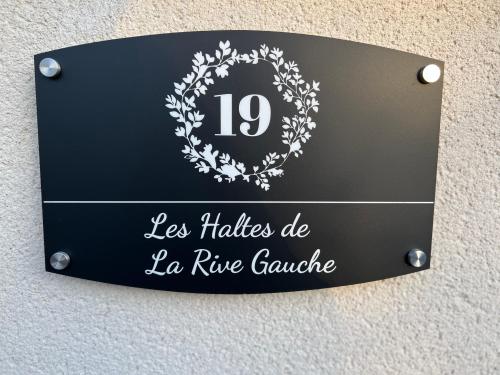 19
Les Haltes de
La Rive Gauche